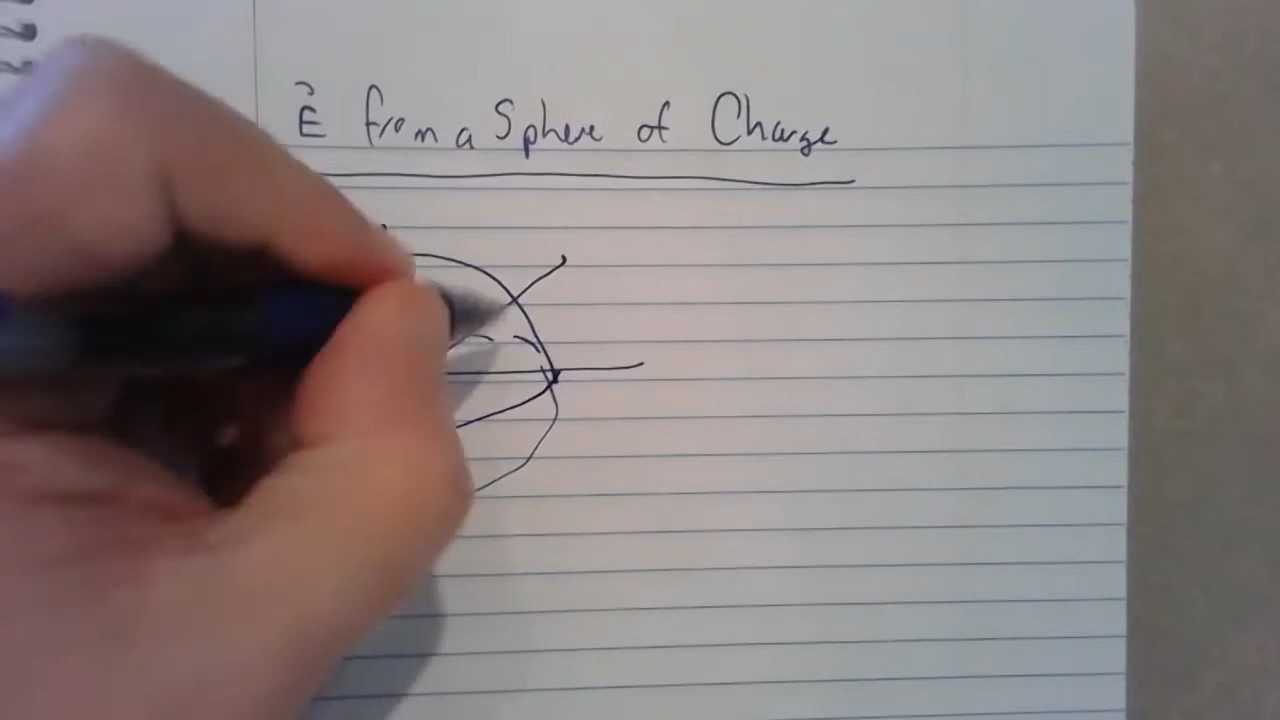 E⃗ from a Sphere of Charge